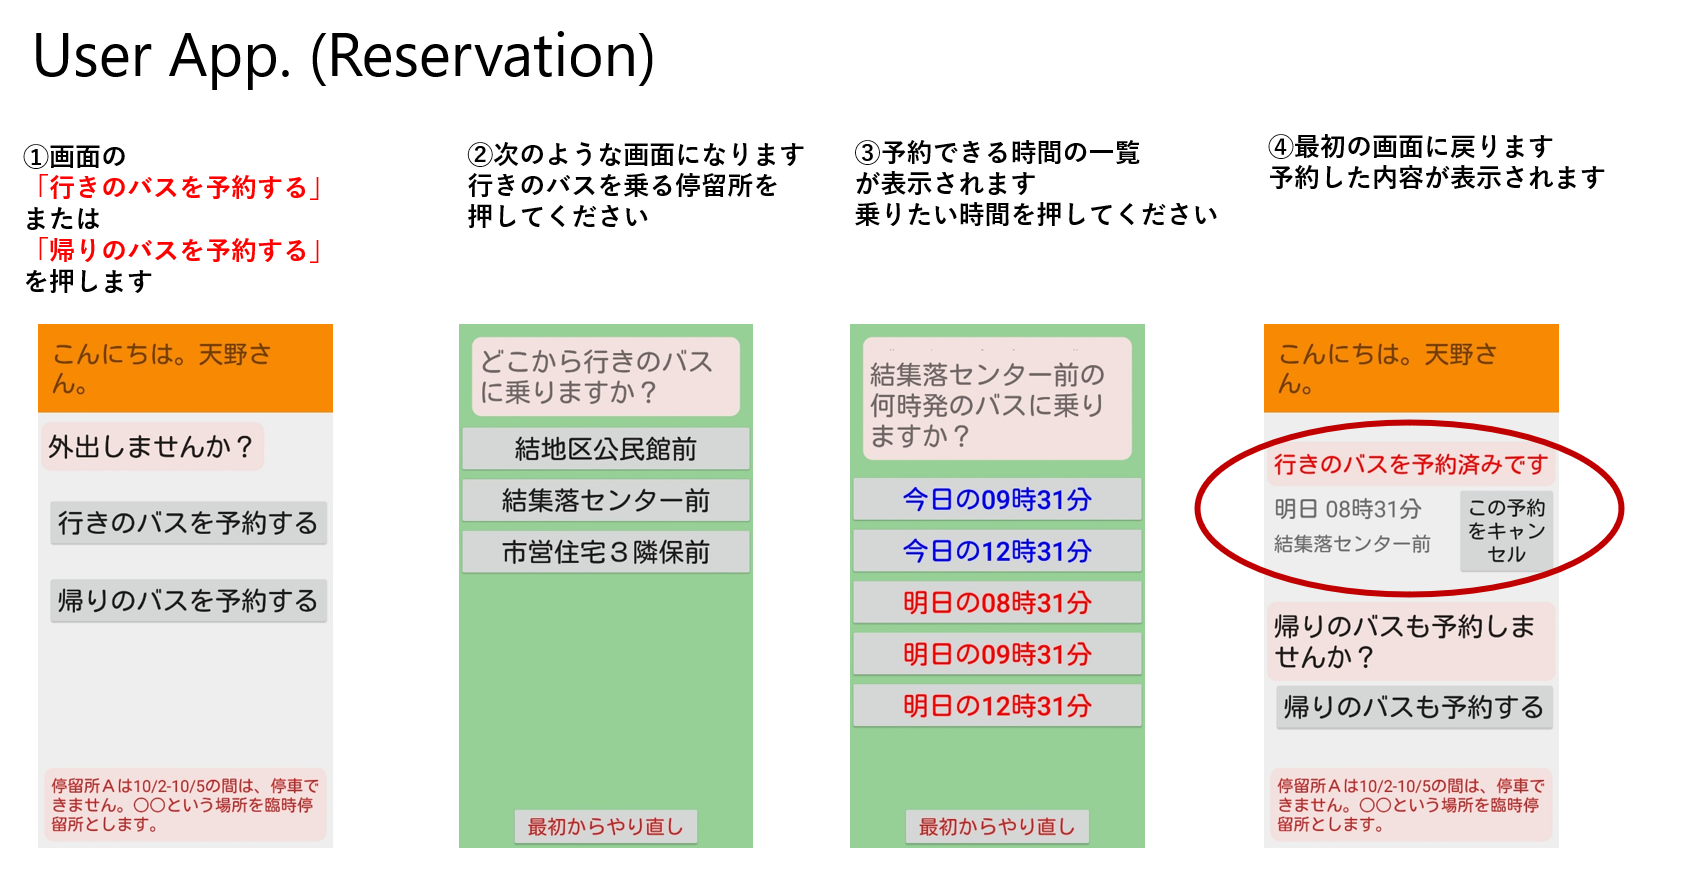 User App. (Reservation)
①画面の
「行きのバスを予約する」
または
「帰りのバスを予約する」
を押します
②次のような画面になります
行きのバスを乗る停留所を
押してください
③予約できる時間の一覧
が表示されます
乗りたい時間を押してください
④最初の画面に戻ります
予約した内容が表示されます
こんにちは。天野さ
ん。
外出しませんか？
行きのバスを予約する
帰りのバスを予約する
停留所Ａは10/2-10/5の間は、停車で
きません。〇〇という場所を臨時停
留所とします。
どこから行きのバス
に乗りますか？
結地区公民館前
結集落センター前
市営住宅３隣保前
最初からやり直し
結集落センター前の
何時発のバスに乗り
ますか？
今日の09時31分
今日の12時31分
明日の08時31分
明日の09時31分
明日の12時31分
最初からやり直し
こんにちは。天野さ
ん。
行きのバスを予約済みです
明日 08時31分
結集落センター前
この予約
をキャン
セル
帰りのバスも予約しま
せんか？
帰りのバスも予約する
停留所Ａは10/2-10/5の間は、停車で
きません。〇〇という場所を臨時停
留所とします。